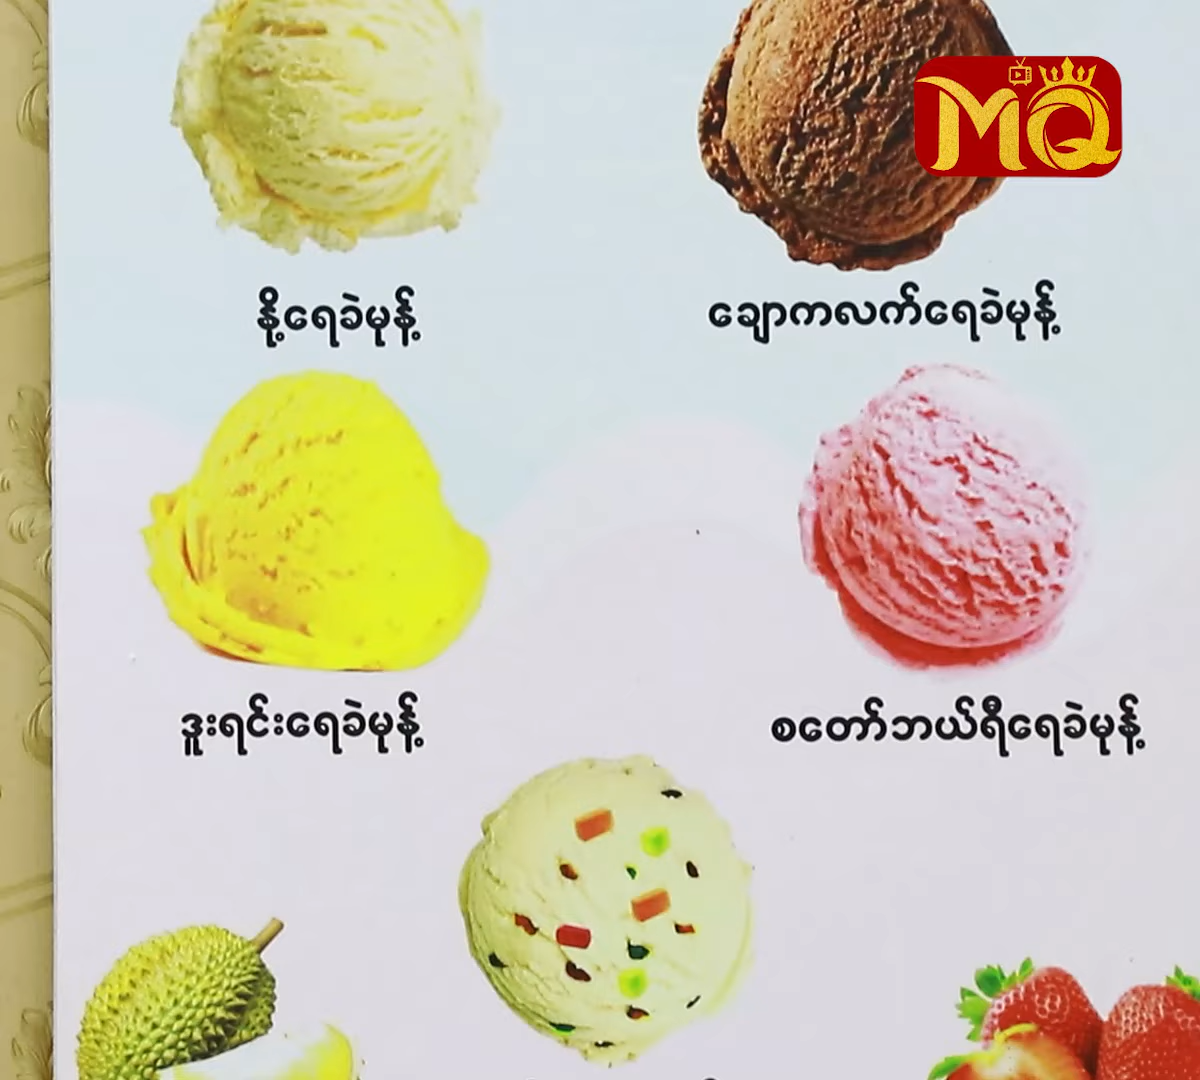 MQ
နို့ရေခဲမုန့်
ချောကလက်ရေခဲမုန့်
ဒူးရင်းရေခဲမုန့်
စတော်ဘယ်ရီရေခဲမုန့်